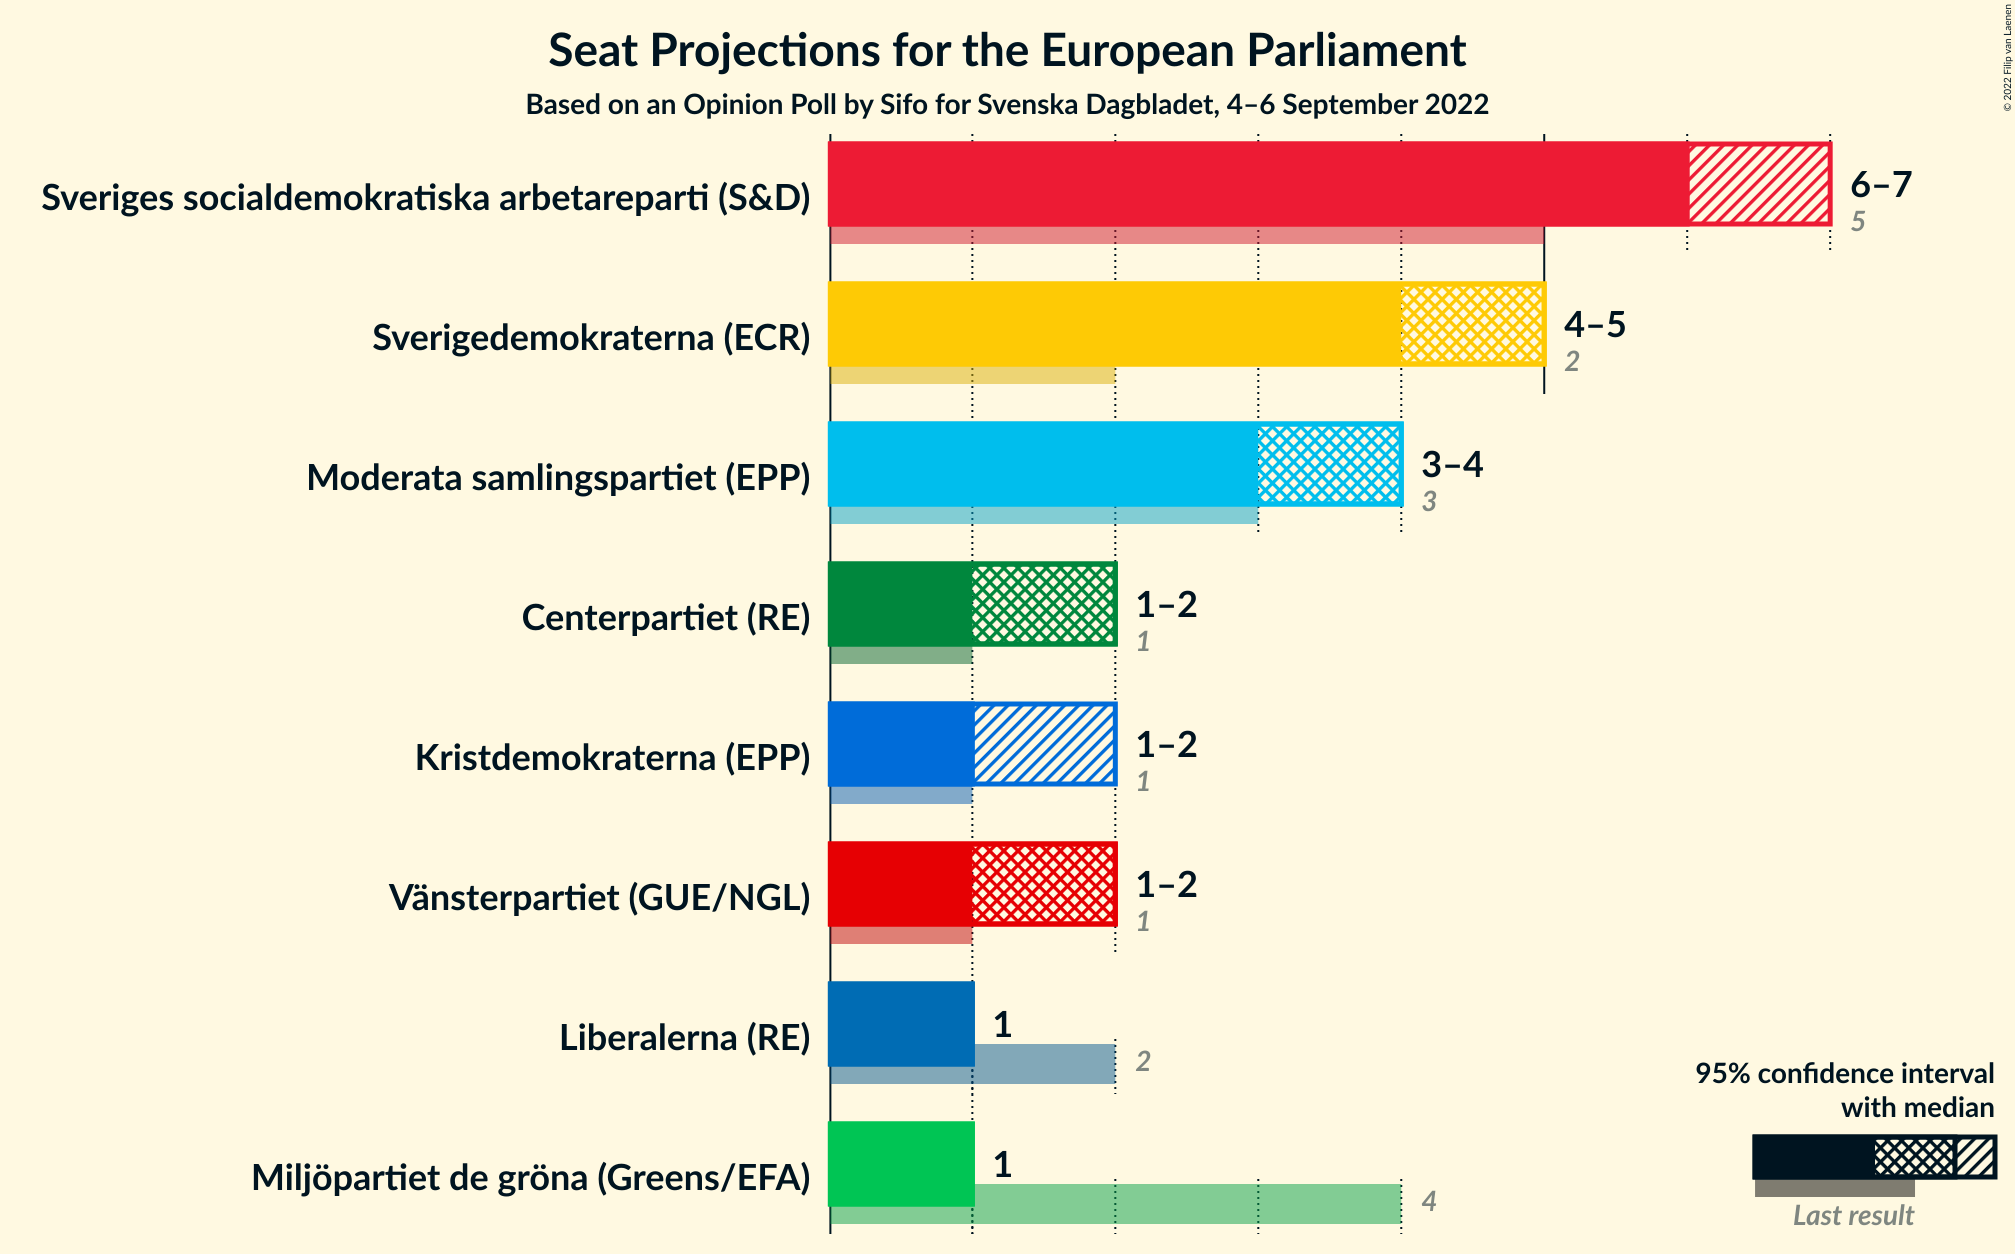 Seat Projections for the European Parliament
Based on an Opinion Poll by Sifo for Svenska Dagbladet, 4–6 September 2022
© 2022 Filip van Laenen
Sveriges socialdemokratiska arbetareparti (S&D)
6–7
5
Sverigedemokraterna (ECR)
4–5
2
Moderata samlingspartiet (EPP)
3–4
3
Centerpartiet (RE)
1–2
1
Kristdemokraterna (EPP)
1–2
1
Vänsterpartiet (GUE/NGL)
1–2
1
Liberalerna (RE)
1
2
Miljöpartiet de gröna (Greens/EFA)
1
4
95% confidence interval
with median
Last result